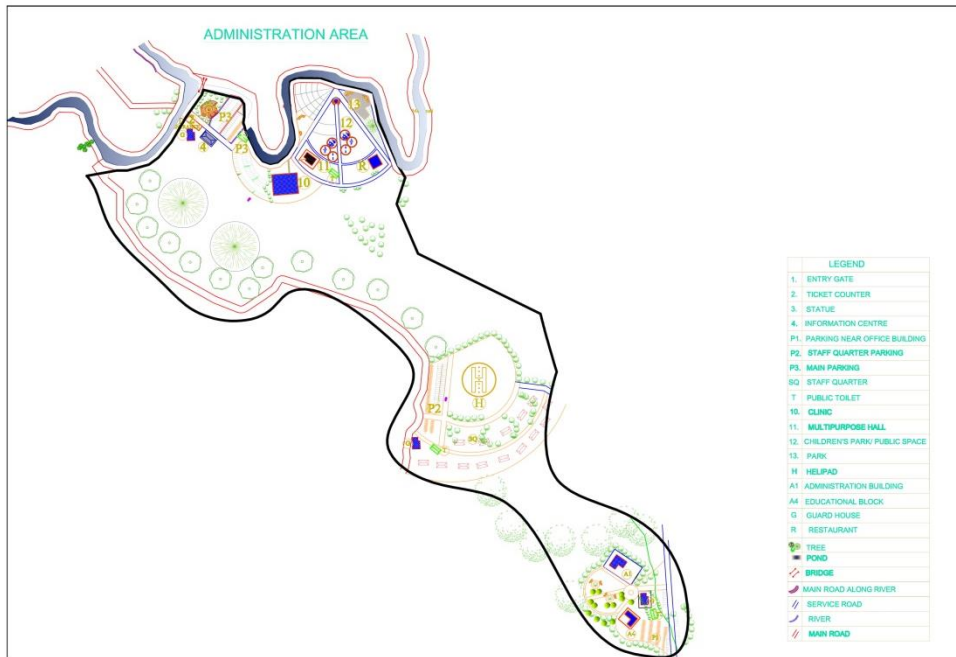 ADMINISTRATION AREA
13
12
P3
4
P3
11
R
10
H
P2
SQ
T
A1
A4
P1
LEGEND
1. ENTRY GATE
2. TICKET COUNTER
3. STATUE
4. INFORMATION CENTRE
P1. PARKING NEAR OFFICE BUILDING
P2. STAFF QUARTER PARKING
P3. MAIN PARKING
SQ STAFF QUARTER
T PUBLIC TOILET
10. CLINIC
11. MULTIPURPOSE HALL
12. CHILDREN'S PARK/ PUBLIC SPACE
13. PARK
H HELIPAD
A1 ADMINISTRATION BUILDING
A4 EDUCATIONAL BLOCK
G GUARD HOUSE
R RESTAURANT
TREE
POND
BRIDGE
MAIN ROAD ALONG RIVER
SERVICE ROAD
RIVER
MAIN ROAD